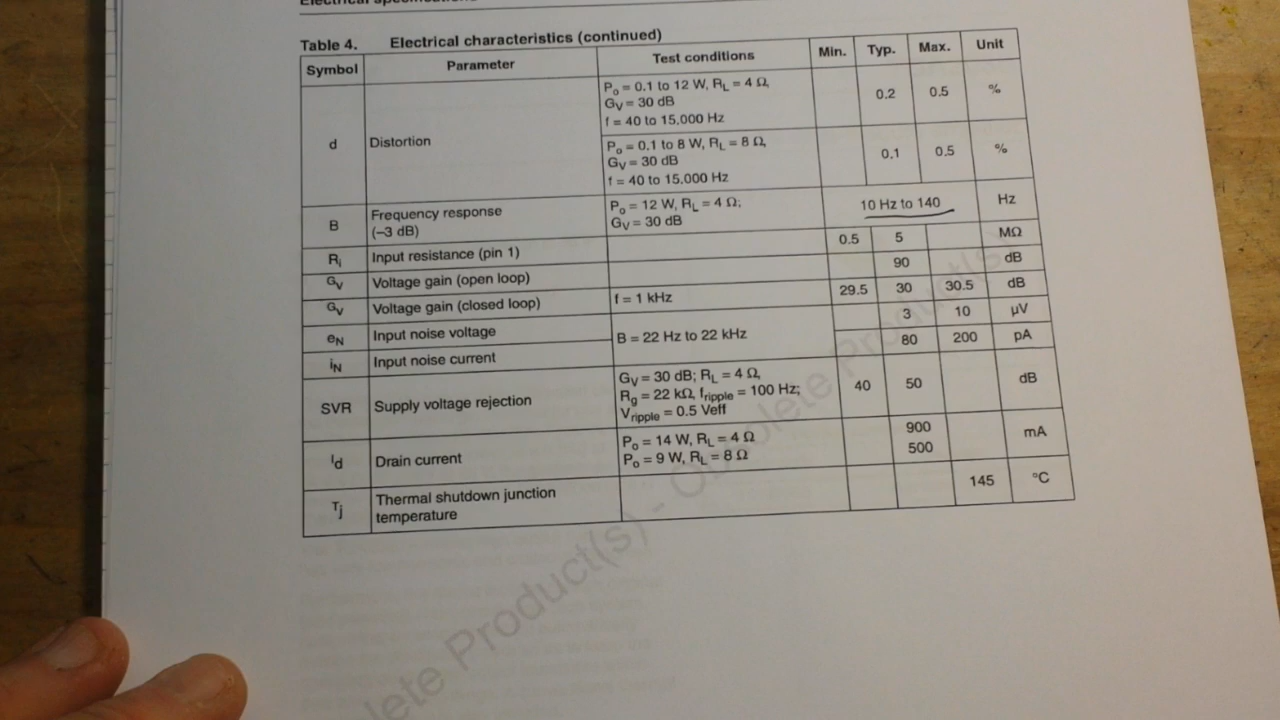 Electrical specifications
Table 4. Electrical characteristics (continued)
Symbol Parameter Test conditions Min. Typ. Max. Unit
d Distortion
Po = 0.1 to 12 W, RL = 4 Ω,
GV = 30 dB
f = 40 to 15,000 Hz
0.2 0.5 %
Po = 0.1 to 8 W, RL = 8 Ω,
GV = 30 dB
f = 40 to 15.000 Hz
0.1 0.5 %
B Frequency response
(–3 dB)
Po = 12 W, RL = 4 Ω;
GV = 30 dB
10 Hz to 140 Hz
Ri Input resistance (pin 1) 0.5 5 MΩ
GV Voltage gain (open loop) 90 dB
GV Voltage gain (closed loop) f = 1 kHz 29.5 30 30.5 dB
eN Input noise voltage B = 22 Hz to 22 kHz 3 10 µV
iN Input noise current 80 200 pA
SVR Supply voltage rejection
GV = 30 dB; RL = 4 Ω,
Rg = 22 kΩ, fripple = 100 Hz;
Vripple = 0.5 Veff
40 50 dB
Id Drain current
Po = 14 W, RL = 4 Ω 900 mA
Po = 9 W, RL = 8 Ω 500
Tj Thermal shutdown junction
temperature
145 °C
lete Product(s) - Obsolete Product(s)